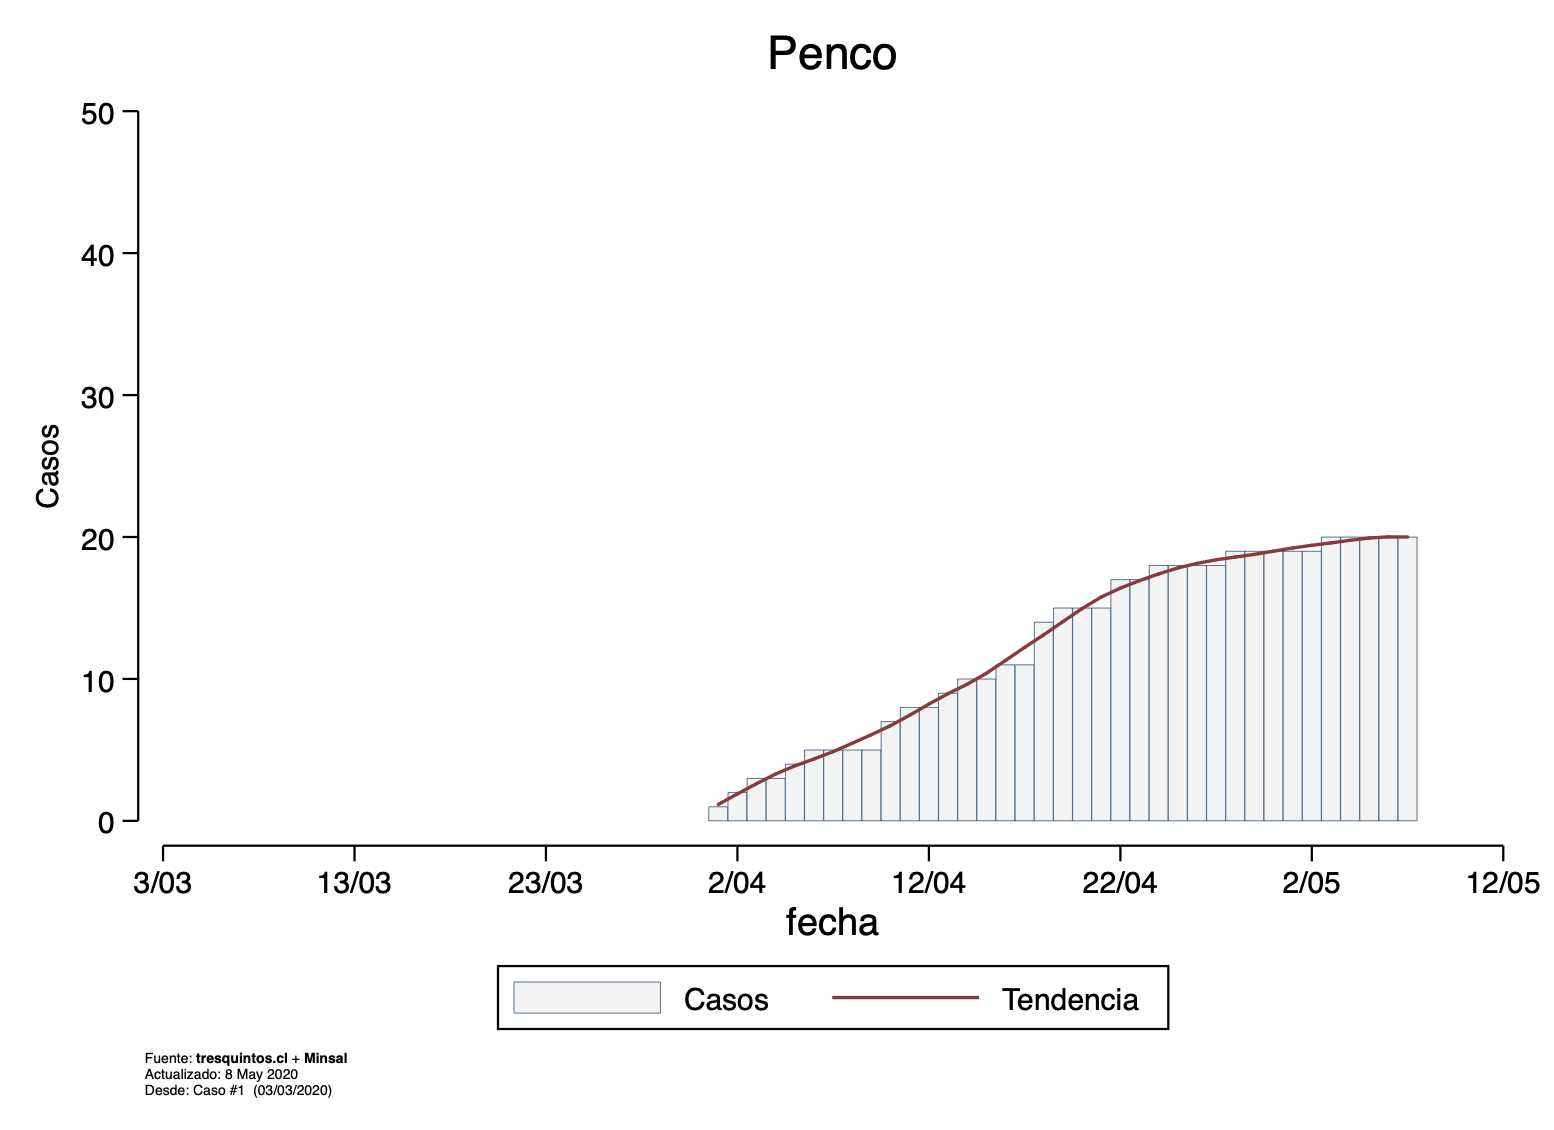 Penco
50
40
30
20
10
0
Casos
3/03 13/03 23/03 2/04 12/04 22/04 2/05 12/05
fecha
Casos Tendencia
Fuente: tresquintos.cl + Minsal
Actualizado: 8 May 2020
Desde: Caso #1 (03/03/2020)